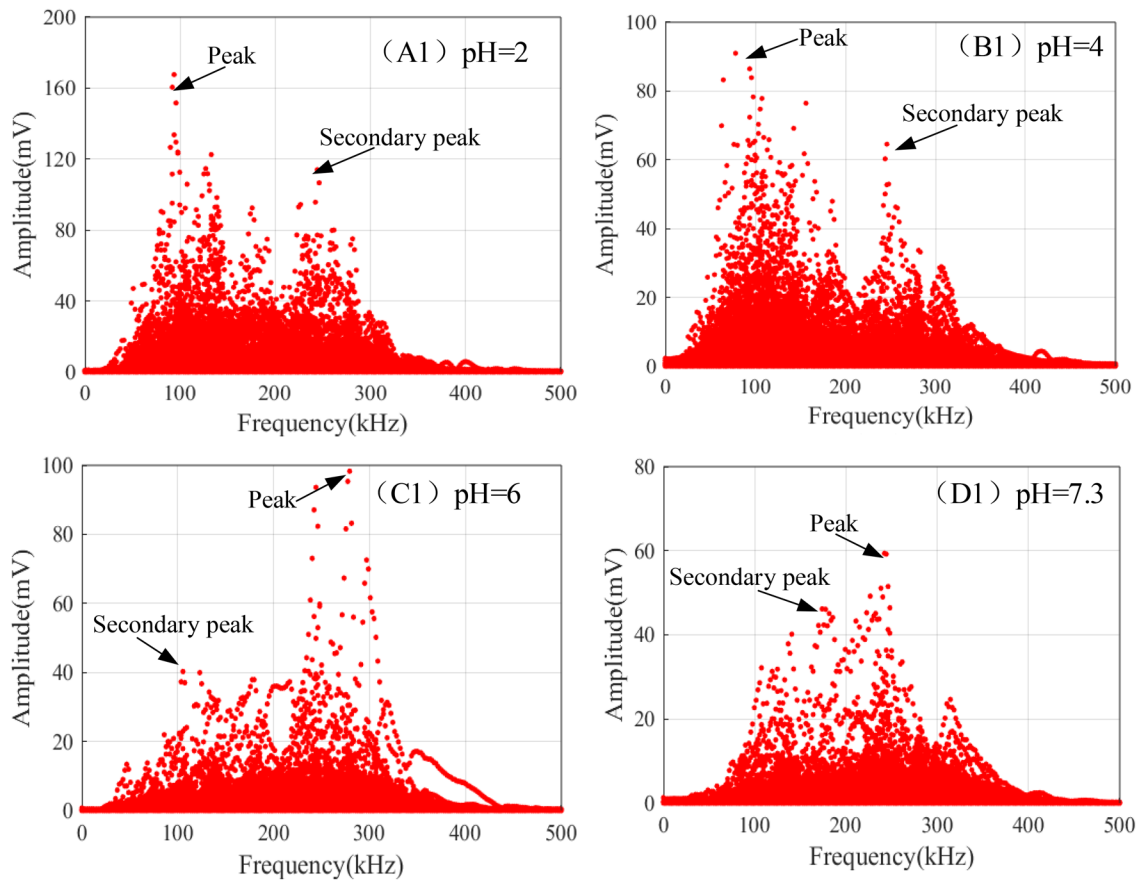 （A1）pH=2
Peak
Secondary peak
200
160
120
80
40
0
0 100 200 300 400 500
Amplitude(mV)
Frequency(kHz)
（B1）pH=4
Peak
Secondary peak
100
80
60
40
20
0
0 100 200 300 400 500
Amplitude(mV)
Frequency(kHz)
（C1）pH=6
Peak
Secondary peak
100
80
60
40
20
0
0 100 200 300 400 500
Amplitude(mV)
Frequency(kHz)
（D1）pH=7.3
Peak
Secondary peak
80
60
40
20
0
0 100 200 300 400 500
Amplitude(mV)
Frequency(kHz)